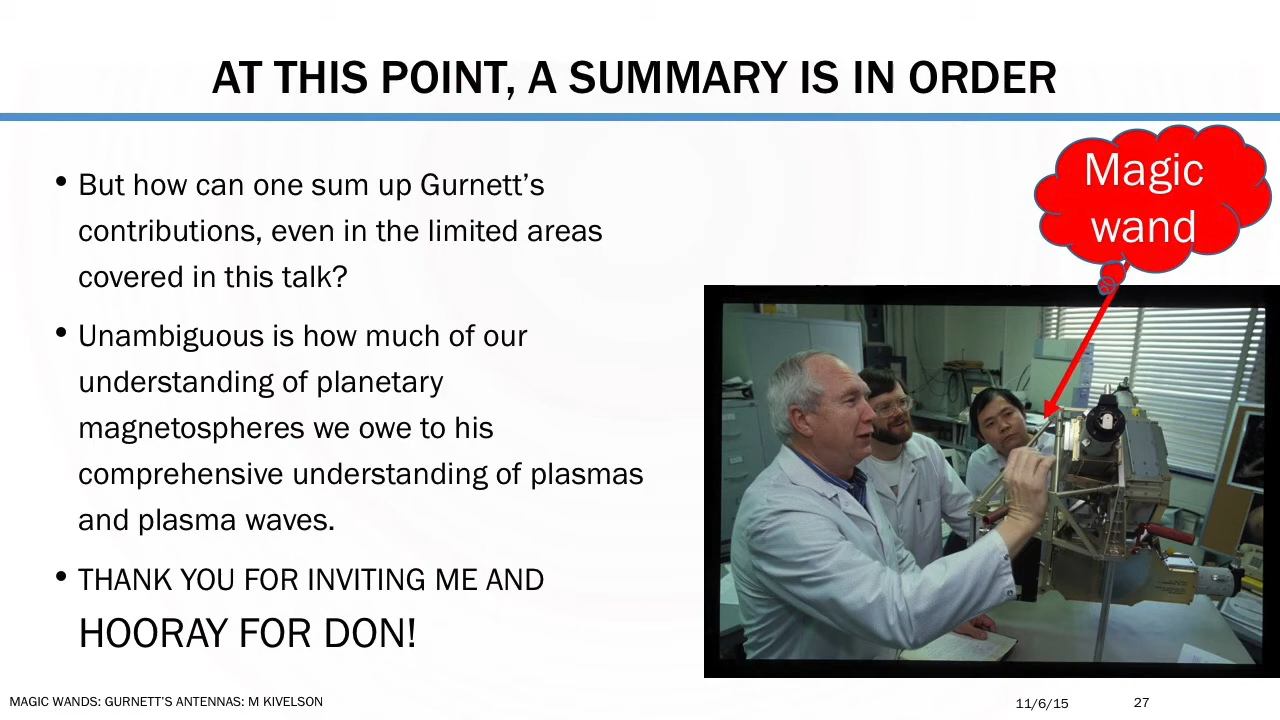 AT THIS POINT, A SUMMARY IS IN ORDER
• But how can one sum up Gurnett’s
contributions, even in the limited areas
covered in this talk?
• Unambiguous is how much of our
understanding of planetary
magnetospheres we owe to his
comprehensive understanding of plasmas
and plasma waves.
• THANK YOU FOR INVITING ME AND
HOORAY FOR DON!
Magic
wand
MAGIC WANDS: GURNETT’S ANTENNAS: M KIVELSON
11/6/15
27